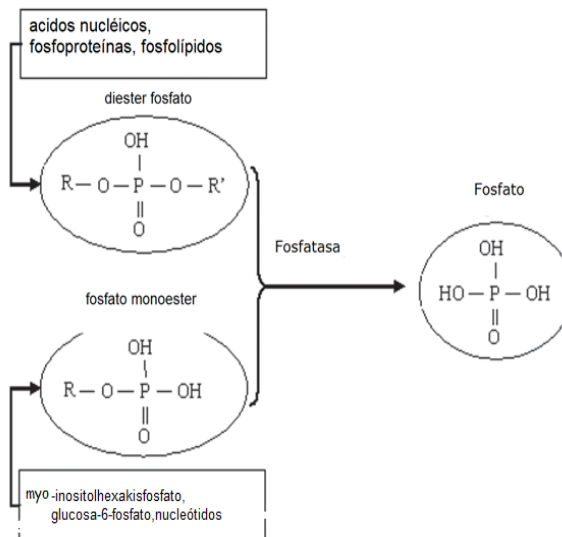 acidos nucléicos,
fosfoproteínas, fosfolípidos
diester fosfato
OH
R—O—P—O—R'
O
Fosfatasa
Fosfato
OH
HO—P—OH
O
fosfato monoester
OH
R—O—P—OH
O
myo-inositolhexakisfosfato,
glucosa-6-fosfato,nucleótidos